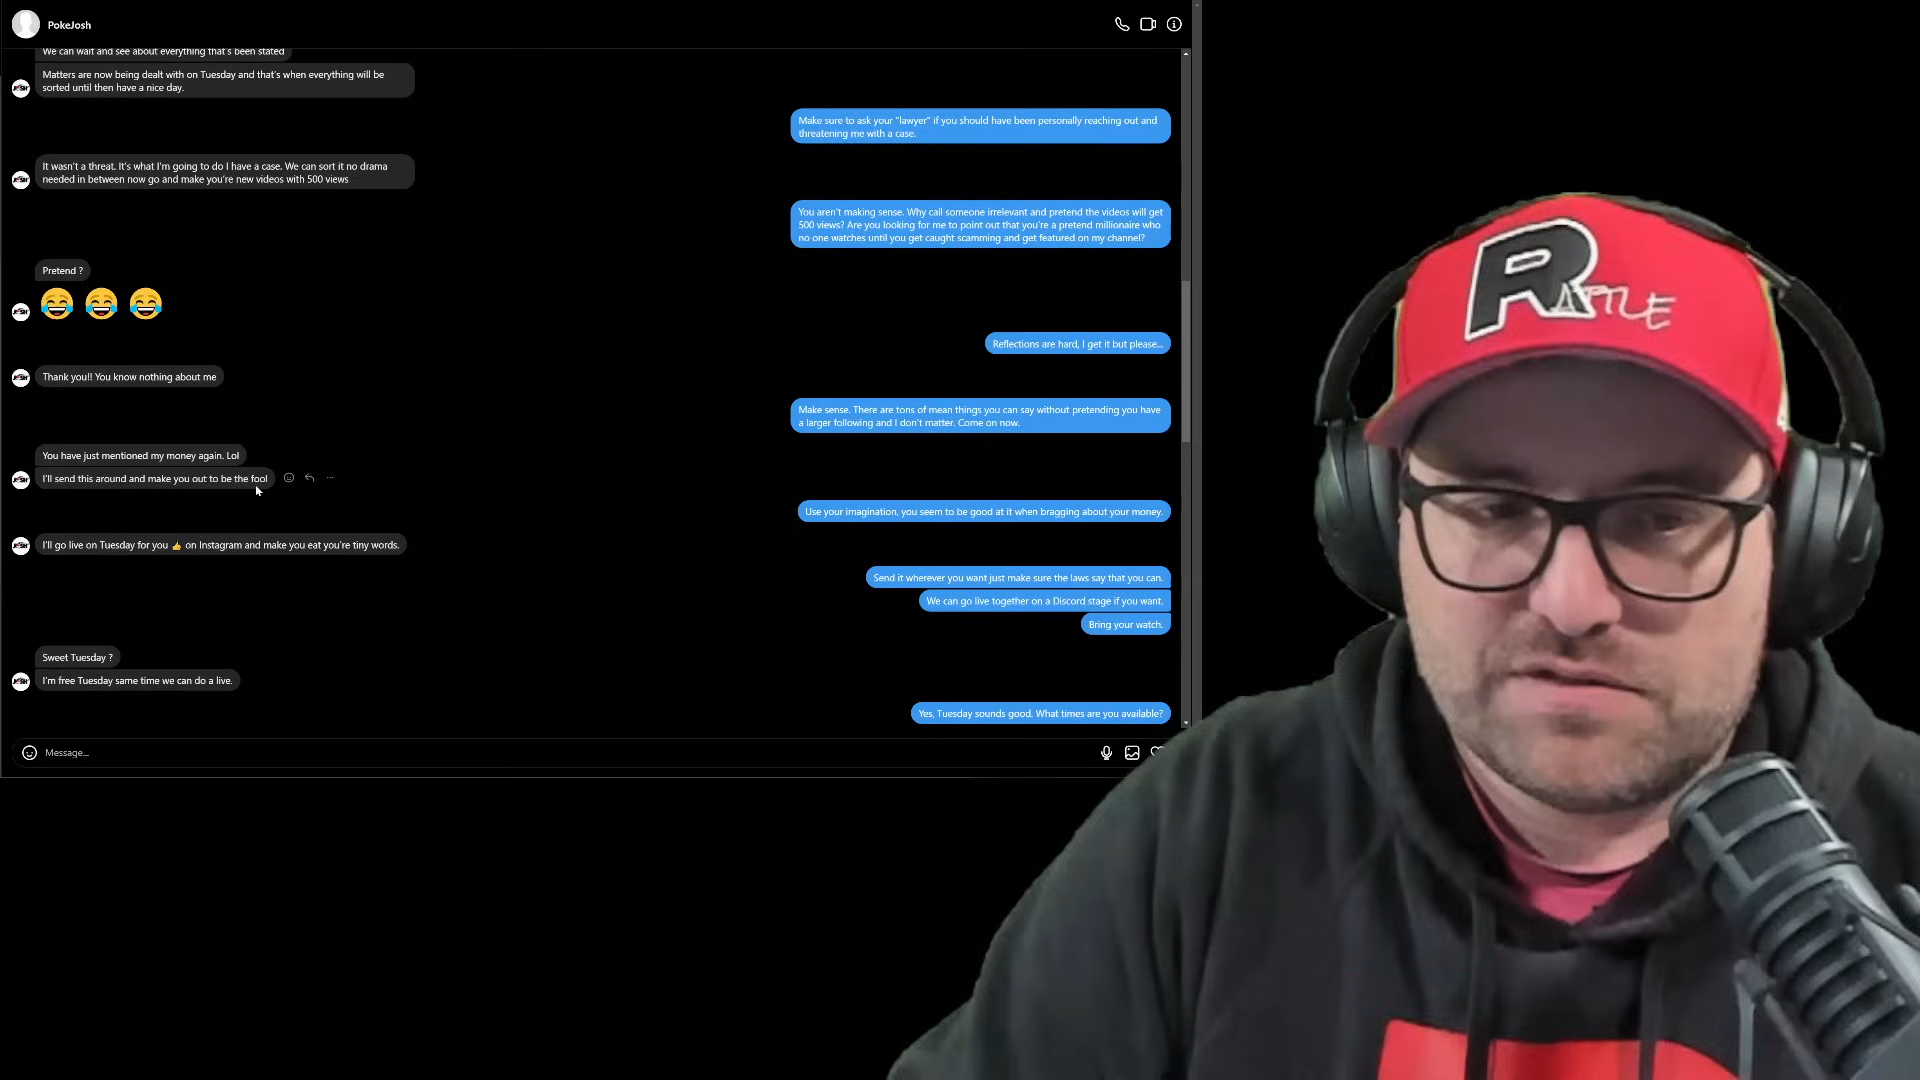 PokeJosh
We can wait and see about everything that's been stated
Matters are now being dealt with on Tuesday and that's when everything will be
sorted until then have a nice day.
Make sure to ask your "lawyer" if you should have been personally reaching out and
threatening me with a case.
It wasn't a threat. It's what I'm going to do I have a case. We can sort it no drama
needed in between now go and make you're new videos with 500 views
You aren't making sense. Why call someone irrelevant and pretend the videos will get
500 views? Are you looking for me to point out that you're a pretend millionaire who
no one watches until you get caught scamming and get featured on my channel?
Pretend ?
😂 😂 😂
Reflections are hard, I get it but please...
Thank you!! You know nothing about me
Make sense. There are tons of mean things you can say without pretending you have
a larger following and I don't matter. Come on now.
You have just mentioned my money again. Lol
I'll send this around and make you out to be the fool
Use your imagination, you seem to be good at it when bragging about your money.
I'll go live on Tuesday for you 👍 on Instagram and make you eat you're tiny words.
Send it wherever you want just make sure the laws say that you can.
We can go live together on a Discord stage if you want.
Bring your watch.
Sweet Tuesday ?
I'm free Tuesday same time we can do a live.
Yes, Tuesday sounds good. What times are you available?
Message...
RATTLE